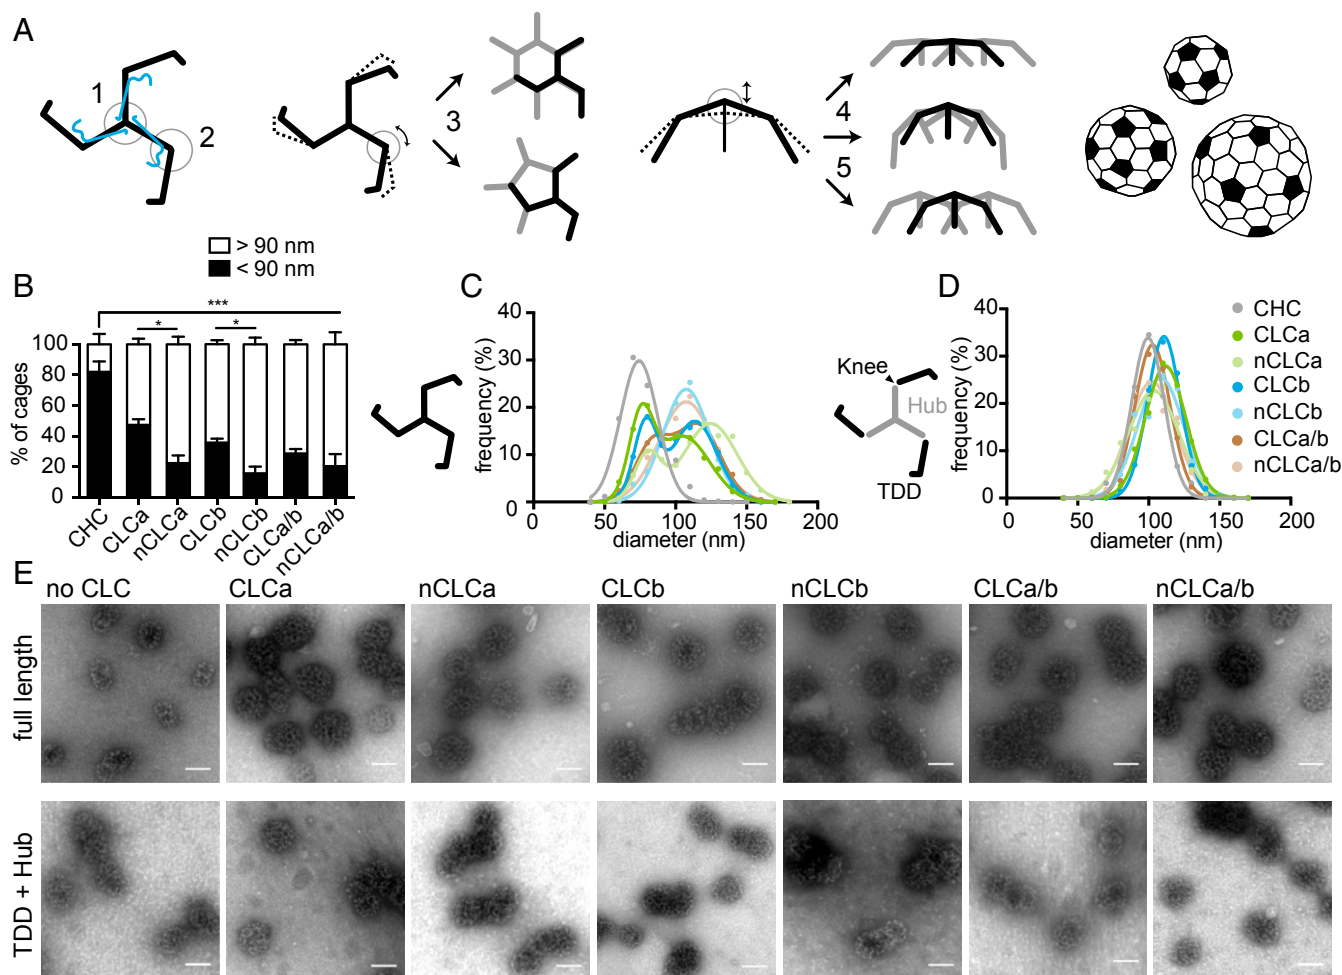 A
1
2
3
4
5
> 90 nm
< 90 nm
B
% of cages
100
80
60
40
20
0
***
*
*
CHC
CLCa
nCLCa
CLCb
nCLCb
CLCa/b
nCLCa/b
C
frequency (%)
40
30
20
10
0
0
50
100
150
200
diameter (nm)
Knee
Hub
TDD
D
frequency (%)
40
30
20
10
0
0
50
100
150
200
diameter (nm)
CHC
CLCa
nCLCa
CLCb
nCLCb
CLCa/b
nCLCa/b
E
no CLC
CLCa
nCLCa
CLCb
nCLCb
CLCa/b
nCLCa/b
full length
TDD + Hub